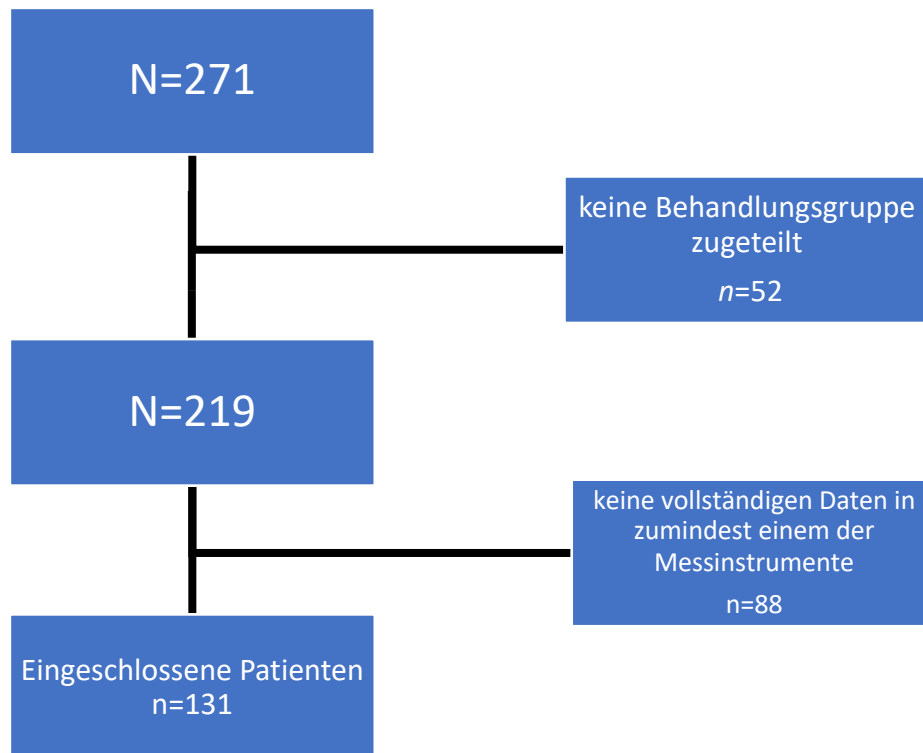 N=271
keine Behandlungsgruppe
zugeteilt
n=52
N=219
keine vollständigen Daten in
zumindest einem der
Messinstrumente
n=88
Eingeschlossene Patienten
n=131